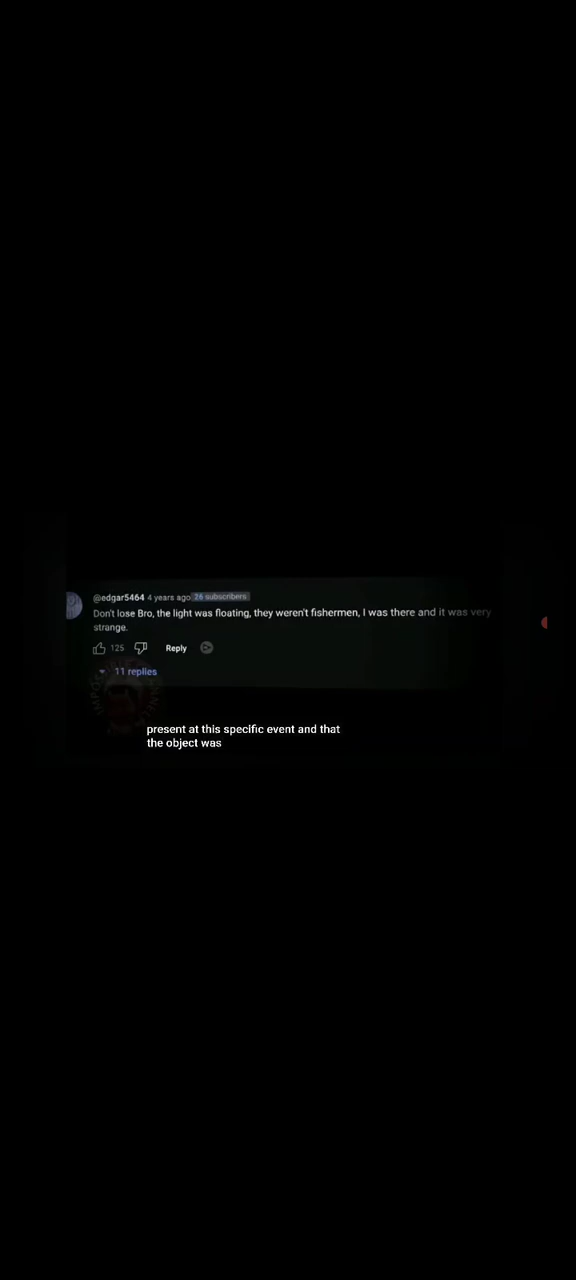 @edgar5464 4 years ago 26 subscribers
Don't lose Bro, the light was floating, they weren't fishermen, I was there and it was very
strange.
125 Reply
11 replies
present at this specific event and that
the object was